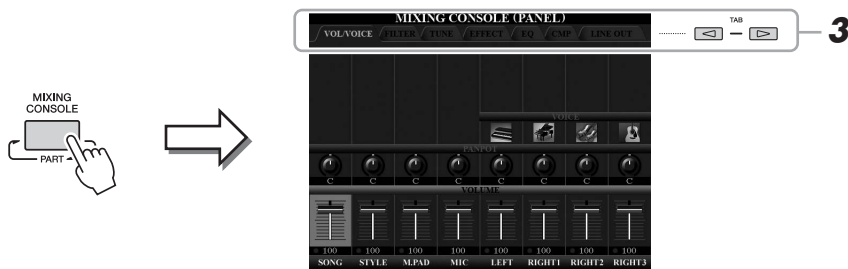 MIXING CONSOLE (PANEL)
VOL/VOICE FILTER TUNE EFFECT EQ CMP LINE OUT
TAB
3
MIXING
CONSOLE
PART
VOICE
PANPOT
C C C C C C C C
VOLUME
100 100 100 100 100 100 100 100
SONG STYLE M.PAD MIC LEFT RIGHT1 RIGHT2 RIGHT3